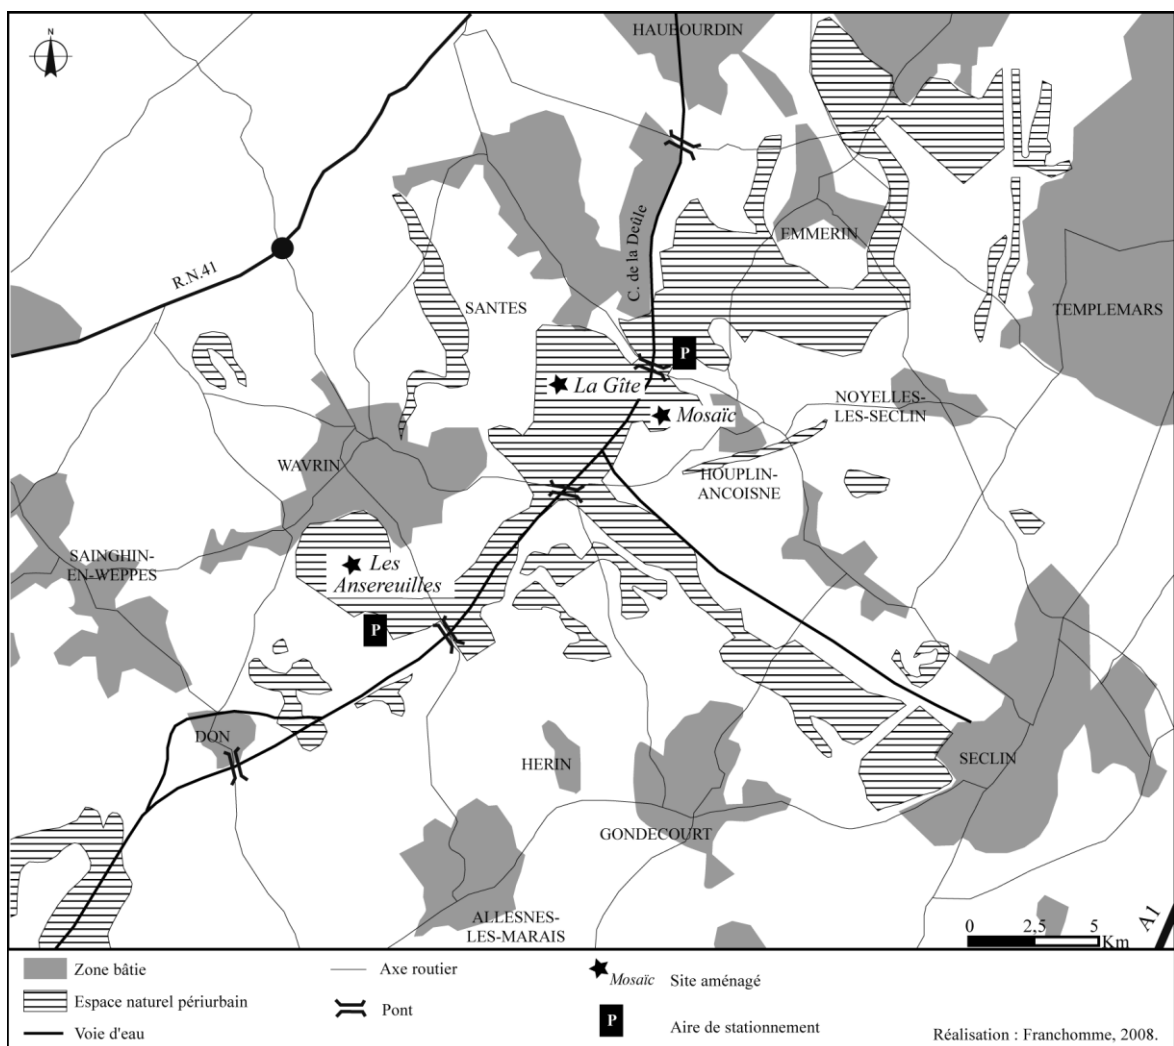 N
HAUBOURDIN
C. de la Deûle
EMMERIN
R.N.41
SANTES
TEMPLEMARS
P
La Gîte
Mosaïc
NOYELLES-
LES-SECLIN
WAVRIN
HOUPLIN-
ANCOISNE
SAINGHIN-
EN-WEPPES
Les
Ansereuilles
P
DON
HERIN
SECLIN
GONDECOURT
ALLESNES-
LES-MARAIS
A1
0 2,5 5
Km
Zone bâtie
Axe routier
Mosaïc Site aménagé
Espace naturel périurbain
Pont
P Aire de stationnement
Voie d'eau
Réalisation : Franchomme, 2008.